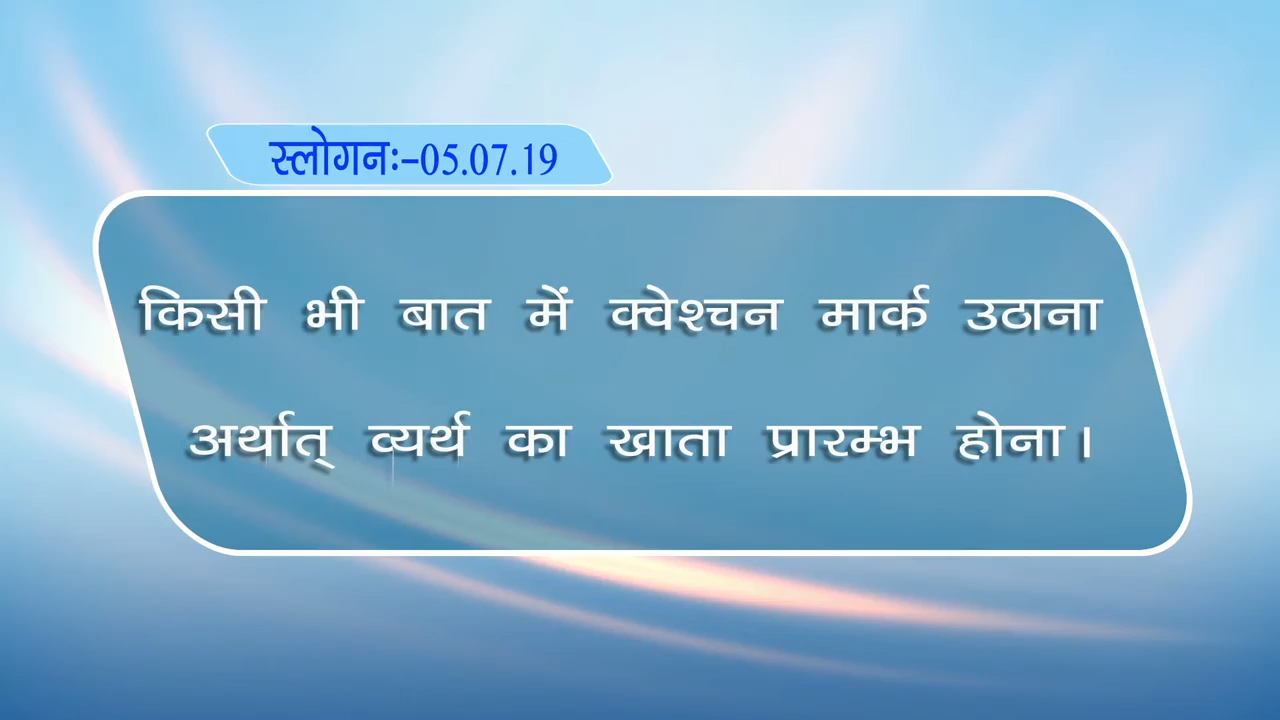 स्लोगनः-05.07.19
किसी भी बात में क्वेश्चन मार्क उठाना
अर्थात् व्यर्थ का खाता प्रारम्भ होना।